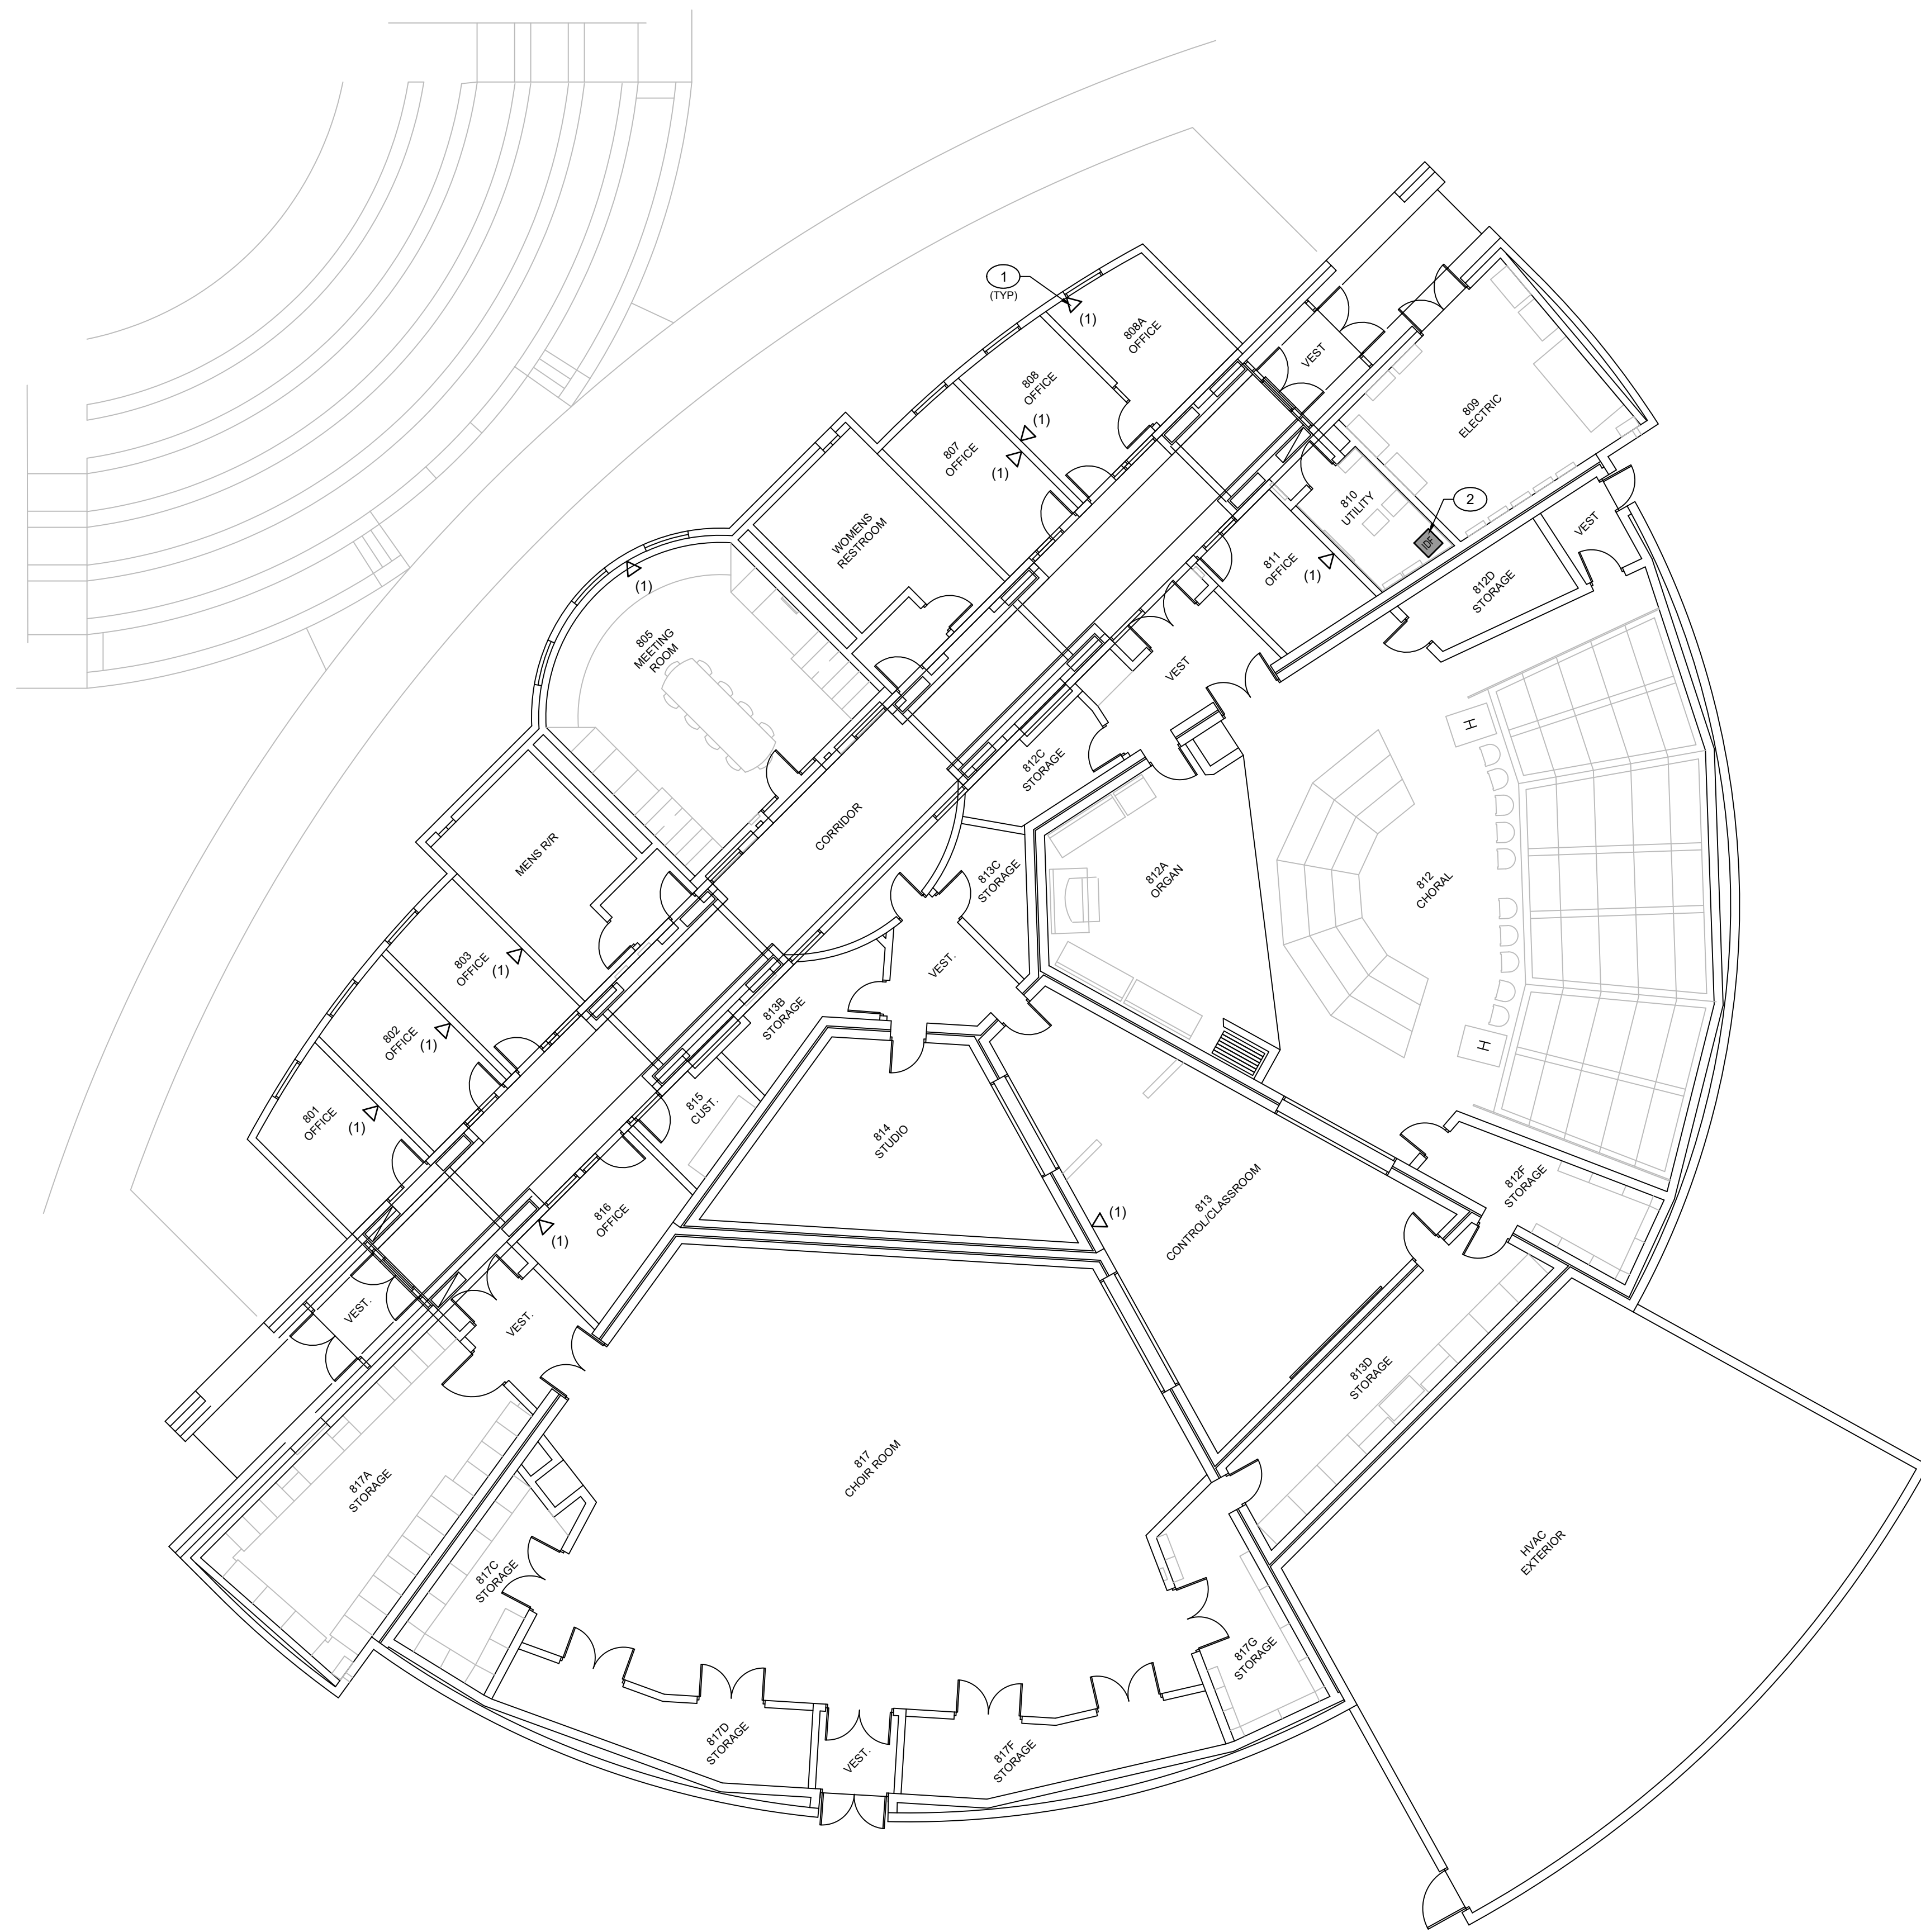 1
(TYP)
(1)
808A
OFFICE
808
OFFICE
(1)
807
OFFICE
(1)
VEST
809
ELECTRIC
810
UTILITY
2
IDF
811
OFFICE
(1)
WOMENS
RESTROOM
VEST
812D
STORAGE
(1)
805
MEETING
ROOM
VEST
H
812C
STORAGE
CORRIDOR
MENS R/R
813C
STORAGE
812A
ORGAN
812
CHORAL
803
OFFICE
(1)
VEST.
813B
STORAGE
802
OFFICE
(1)
H
801
OFFICE
(1)
815
CUST.
814
STUDIO
816
OFFICE
(1)
813
CONTROL/CLASSROOM
(1)
812F
STORAGE
VEST.
VEST.
813D
STORAGE
817A
STORAGE
817
CHOIR ROOM
817C
STORAGE
HVAC
EXTERIOR
817G
STORAGE
817D
STORAGE
VEST.
817F
STORAGE